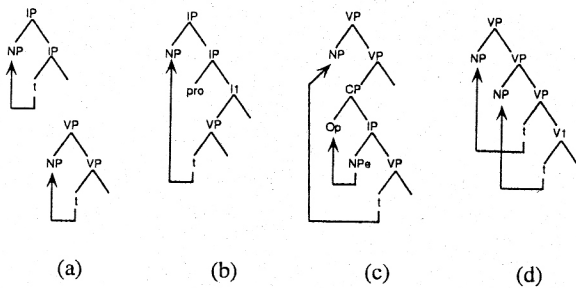 IP
NP IP
t
VP
NP VP
t
(a)
IP
NP IP
pro I1
VP
t
(b)
VP
NP VP
CP
Op IP
NPe VP
t
(c)
VP
NP VP
NP VP
t V1
t
(d)